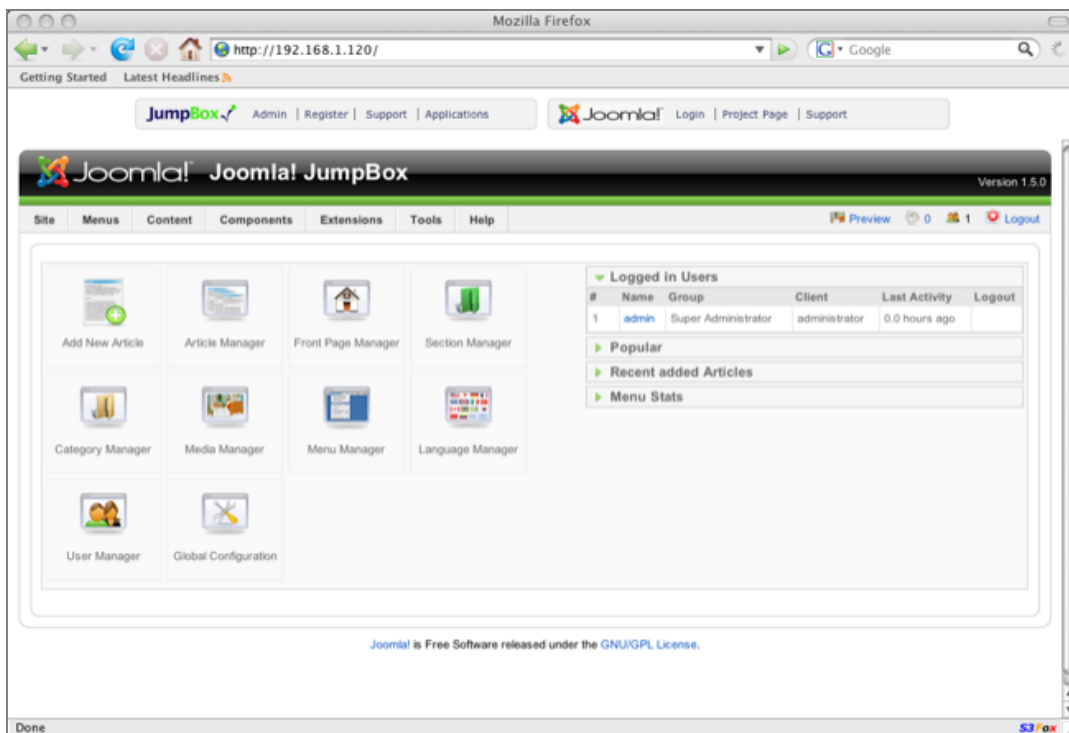 Mozilla Firefox
http://192.168.1.120/
G Google
Getting Started Latest Headlines
JumpBox Admin | Register | Support | Applications Joomla! Login | Project Page | Support
Joomla! Joomla! JumpBox
Version 1.5.0
Site Menus Content Components Extensions Tools Help Preview 0 1 Logout
Logged in Users
# Name Group Client Last Activity Logout
1 admin Super Administrator administrator 0.0 hours ago
Add New Article Article Manager Front Page Manager Section Manager
Popular
Recent added Articles
Menu Stats
Category Manager Media Manager Menu Manager Language Manager
User Manager Global Configuration
Joomla! is Free Software released under the GNU/GPL License.
Done S3Fox